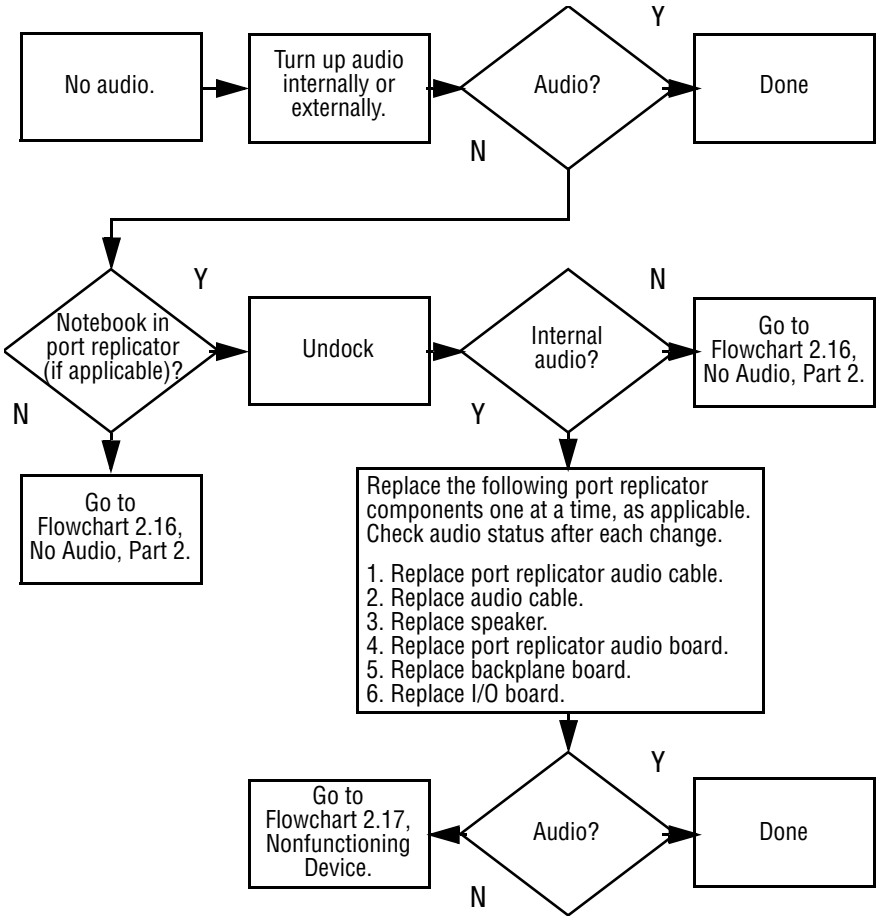 No audio.
Turn up audio
internally or
externally.
Audio?
Y
Done
N
Notebook in
port replicator
(if applicable)?
Y
N
Undock
Internal
audio?
N
Y
Go to
Flowchart 2.16,
No Audio, Part 2.
Go to
Flowchart 2.16,
No Audio, Part 2.
Replace the following port replicator
components one at a time, as applicable.
Check audio status after each change.
1. Replace port replicator audio cable.
2. Replace audio cable.
3. Replace speaker.
4. Replace port replicator audio board.
5. Replace backplane board.
6. Replace I/O board.
Go to
Flowchart 2.17,
Nonfunctioning
Device.
Audio?
Y
N
Done